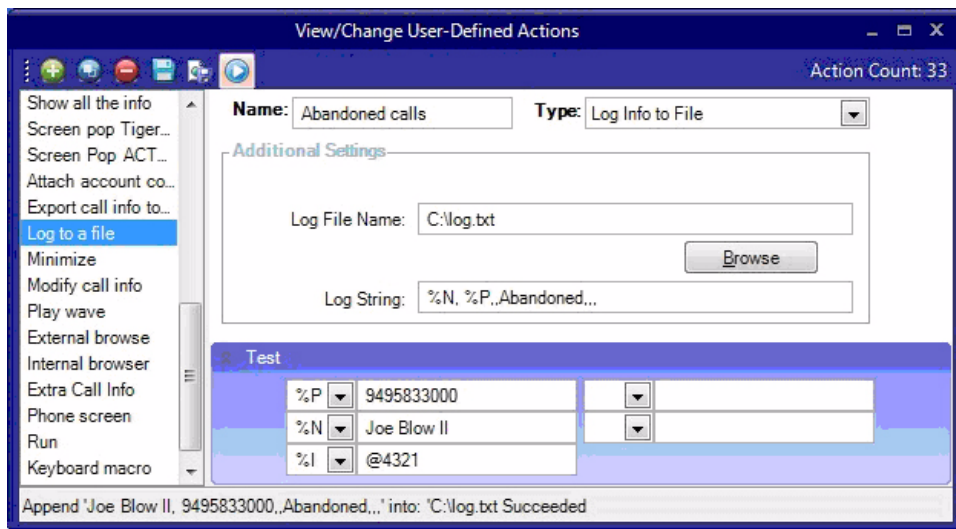 View/Change User-Defined Actions
Action Count: 33
Show all the info
Screen pop Tiger...
Screen Pop ACT...
Attach account co...
Export call info to...
Log to a file
Minimize
Modify call info
Play wave
External browse
Internal browser
Extra Call Info
Phone screen
Run
Keyboard macro
Name: Abandoned calls Type: Log Info to File
Additional Settings
Log File Name: C:\log.txt
Browse
Log String: %N, %P,,Abandoned,,,
Test
%P 9495833000
%N Joe Blow II
%I @4321
Append 'Joe Blow II, 9495833000,,Abandoned,,,' into: 'C:\log.txt Succeeded